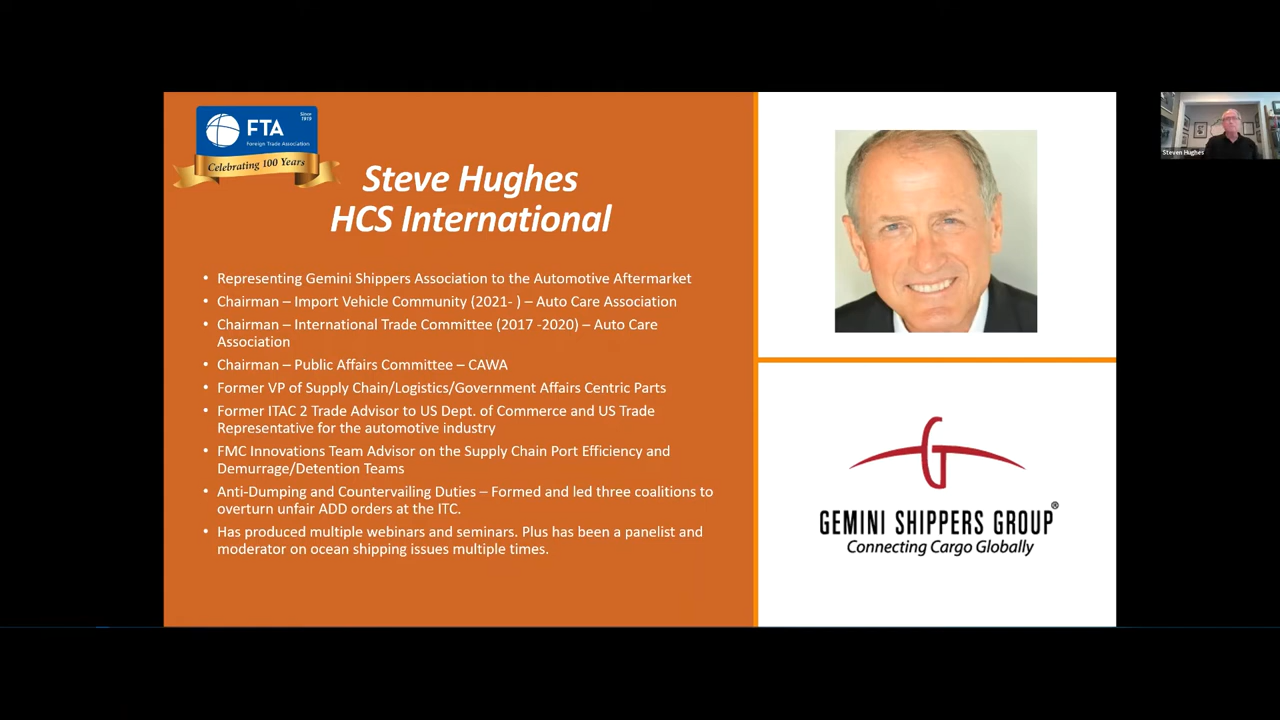 FTA
Since
1919
Foreign Trade Association
Celebrating 100 Years
Steve Hughes
HCS International
• Representing Gemini Shippers Association to the Automotive Aftermarket
• Chairman – Import Vehicle Community (2021- ) – Auto Care Association
• Chairman – International Trade Committee (2017 -2020) – Auto Care
Association
• Chairman – Public Affairs Committee – CAWA
• Former VP of Supply Chain/Logistics/Government Affairs Centric Parts
• Former ITAC 2 Trade Advisor to US Dept. of Commerce and US Trade
Representative for the automotive industry
• FMC Innovations Team Advisor on the Supply Chain Port Efficiency and
Demurrage/Detention Teams
• Anti-Dumping and Countervailing Duties – Formed and led three coalitions to
overturn unfair ADD orders at the ITC.
• Has produced multiple webinars and seminars. Plus has been a panelist and
moderator on ocean shipping issues multiple times.
G
GEMINI SHIPPERS GROUP®
Connecting Cargo Globally
Steven Hughes